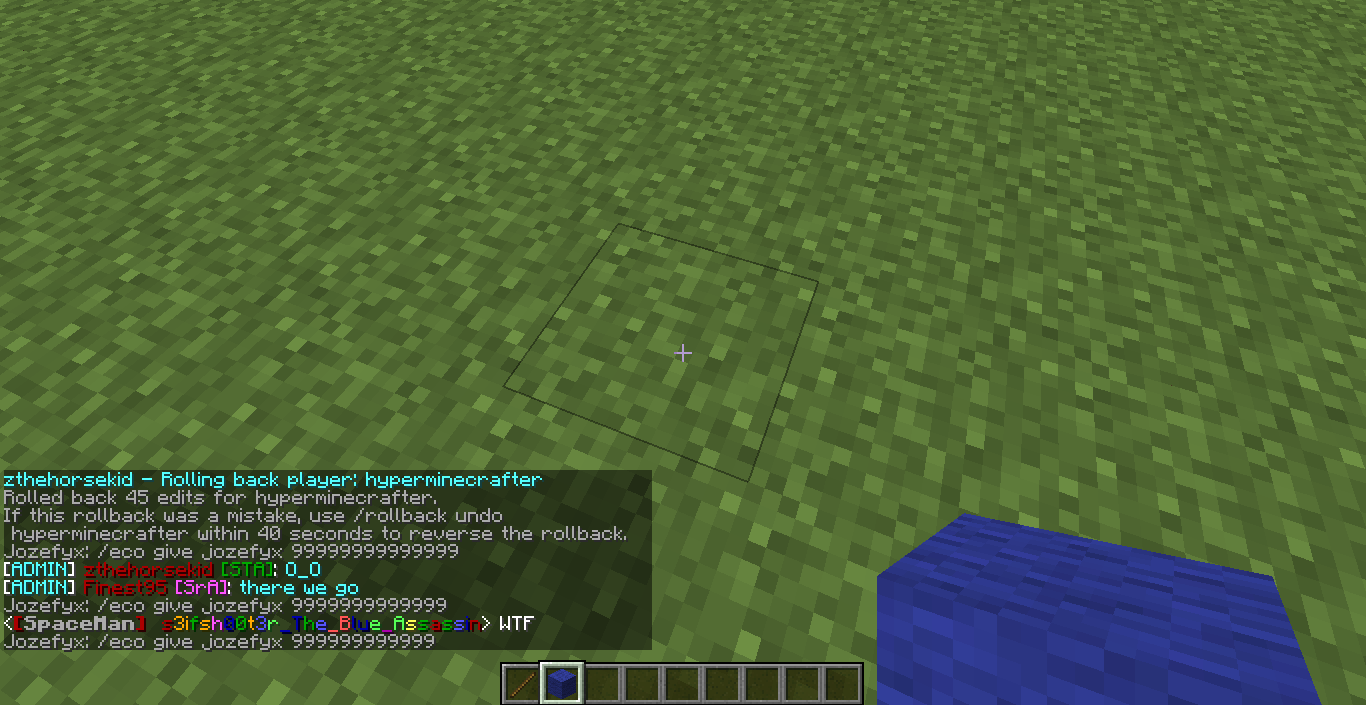 zthehorsekid - Rolling back player: hyperminecrafter
Rolled back 45 edits for hyperminecrafter.
If this rollback was a mistake, use /rollback undo
hyperminecrafter within 40 seconds to reverse the rollback.
Jozefyx: /eco give jozefyx 99999999999999
[ADMIN] zthehorsekid [STA]: O_O
[ADMIN] Finest95 [SrA]: there we go
Jozefyx: /eco give jozefyx 9999999999999
<[SpaceMan] s3ifsh00t3r_The_Blue_Assassin> WTF
Jozefyx: /eco give jozefyx 999999999999